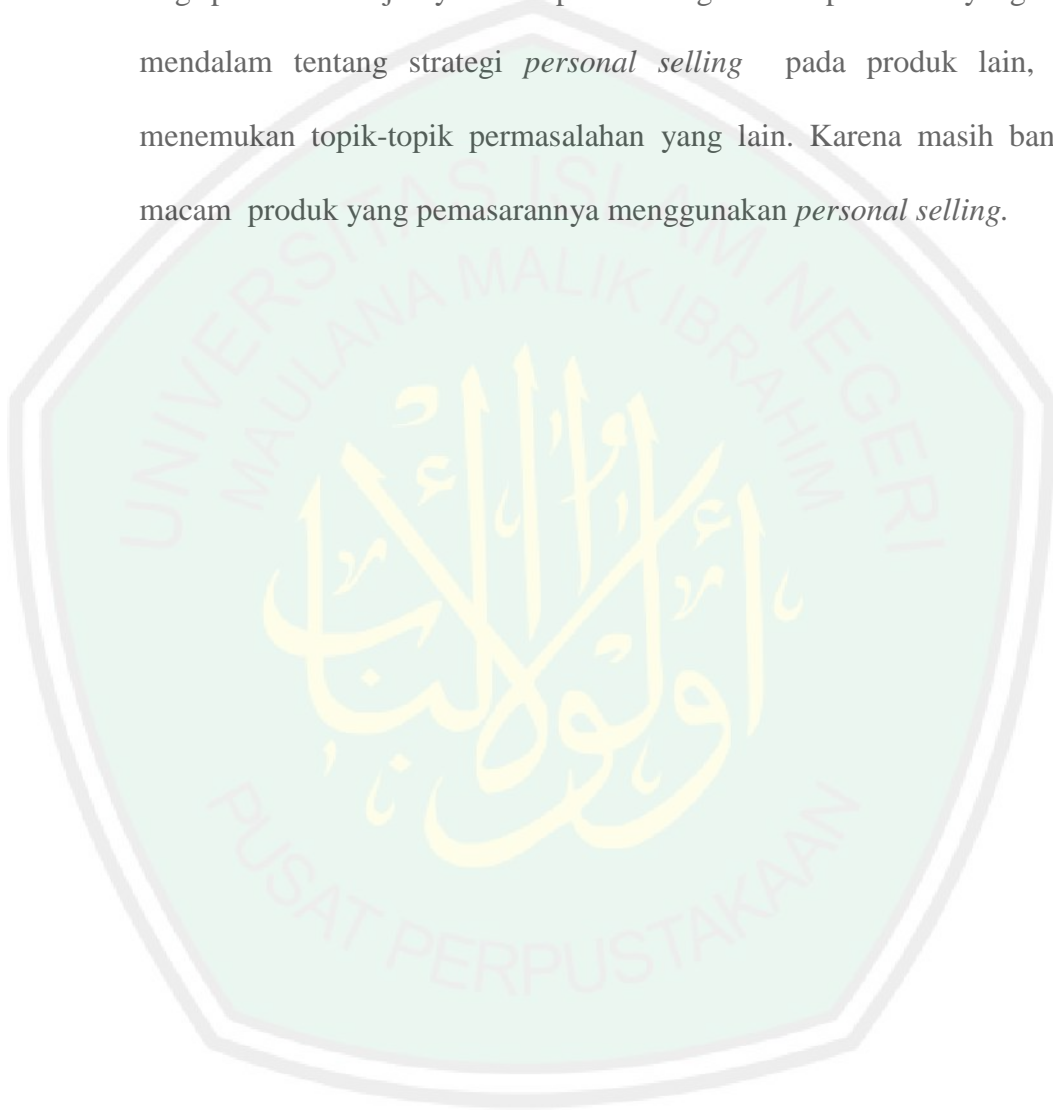 mendalam tentang strategi personal selling pada produk lain,
menemukan topik-topik permasalahan yang lain. Karena masih ban
macam produk yang pemasarannya menggunakan personal selling.
UNIVERSITAS ISLAM NEGERI
MAULANA MALIK IBRAHIM
أولوا الألباب
PUSAT PERPUSTAKAAN